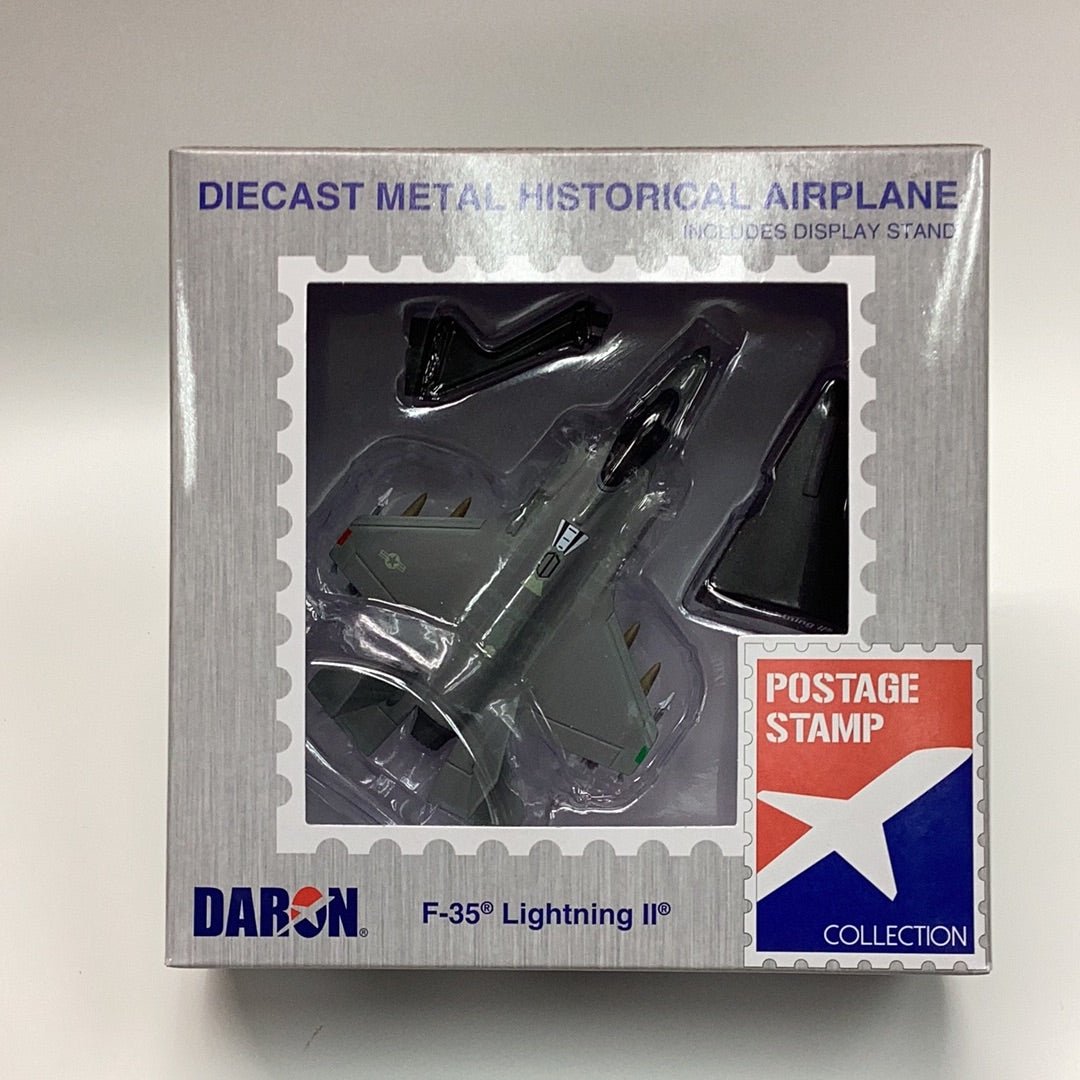 DIECAST METAL HISTORICAL AIRPLANE
INCLUDES DISPLAY STAND
POSTAGE
STAMP
COLLECTION
DARON®
F-35® Lightning II®